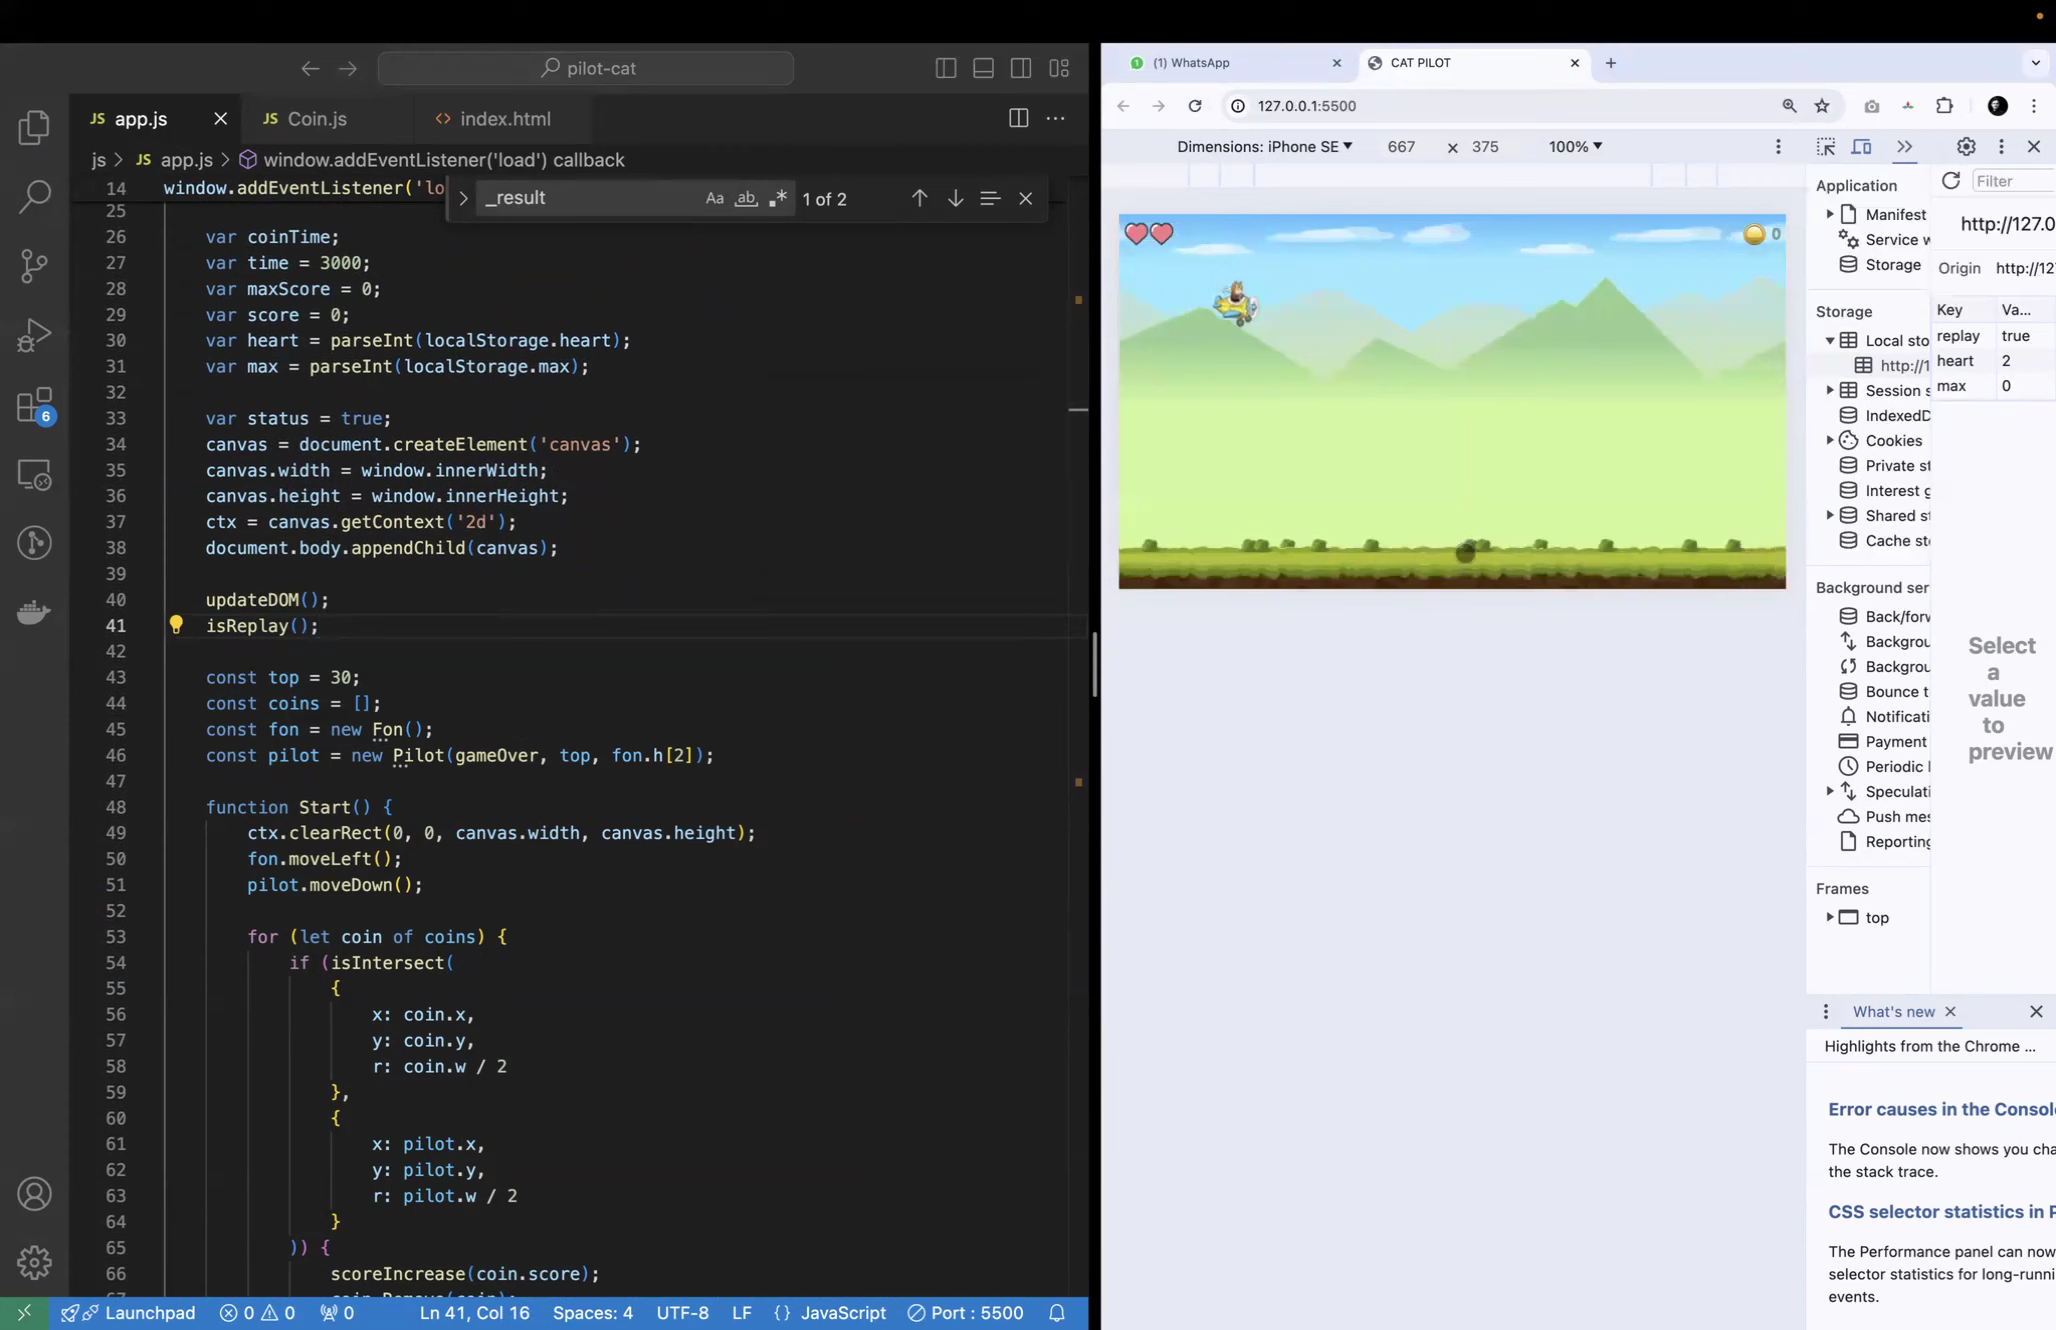 pilot-cat
JS app.js
JS Coin.js
<> index.html
js > JS app.js > window.addEventListener('load') callback
14 window.addEventListener('lo
_result
Aa ab .* 1 of 2
25
26 var coinTime;
27 var time = 3000;
28 var maxScore = 0;
29 var score = 0;
30 var heart = parseInt(localStorage.heart);
31 var max = parseInt(localStorage.max);
32
33 var status = true;
34 canvas = document.createElement('canvas');
35 canvas.width = window.innerWidth;
36 canvas.height = window.innerHeight;
37 ctx = canvas.getContext('2d');
38 document.body.appendChild(canvas);
39
40 updateDOM();
41 isReplay();
42
43 const top = 30;
44 const coins = [];
45 const fon = new Fon();
46 const pilot = new Pilot(gameOver, top, fon.h[2]);
47
48 function Start() {
49 ctx.clearRect(0, 0, canvas.width, canvas.height);
50 fon.moveLeft();
51 pilot.moveDown();
52
53 for (let coin of coins) {
54 if (isIntersect(
55 {
56 x: coin.x,
57 y: coin.y,
58 r: coin.w / 2
59 },
60 {
61 x: pilot.x,
62 y: pilot.y,
63 r: pilot.w / 2
64 }
65 )) {
66 scoreIncrease(coin.score);
6
Launchpad
0 0
0
Ln 41, Col 16
Spaces: 4
UTF-8
LF
{} JavaScript
Port : 5500
1
(1) WhatsApp
CAT PILOT
127.0.0.1:5500
Dimensions: iPhone SE
667 × 375
100%
0
Application
Manifest
Service w
Storage
Storage
Local sto
http://1
Session s
IndexedD
Cookies
Private st
Interest g
Shared st
Cache sto
Background ser
Back/forw
Backgrou
Backgrou
Bounce t
Notificati
Payment
Periodic
Speculati
Push mes
Reporting
Frames
top
Filter
http://127.0
Origin http://12
Key Va...
replay true
heart 2
max 0
Select
a
value
to
preview
What's new
Highlights from the Chrome ...
Error causes in the Consol
The Console now shows you cha
the stack trace.
CSS selector statistics in P
The Performance panel can now
selector statistics for long-runni
events.